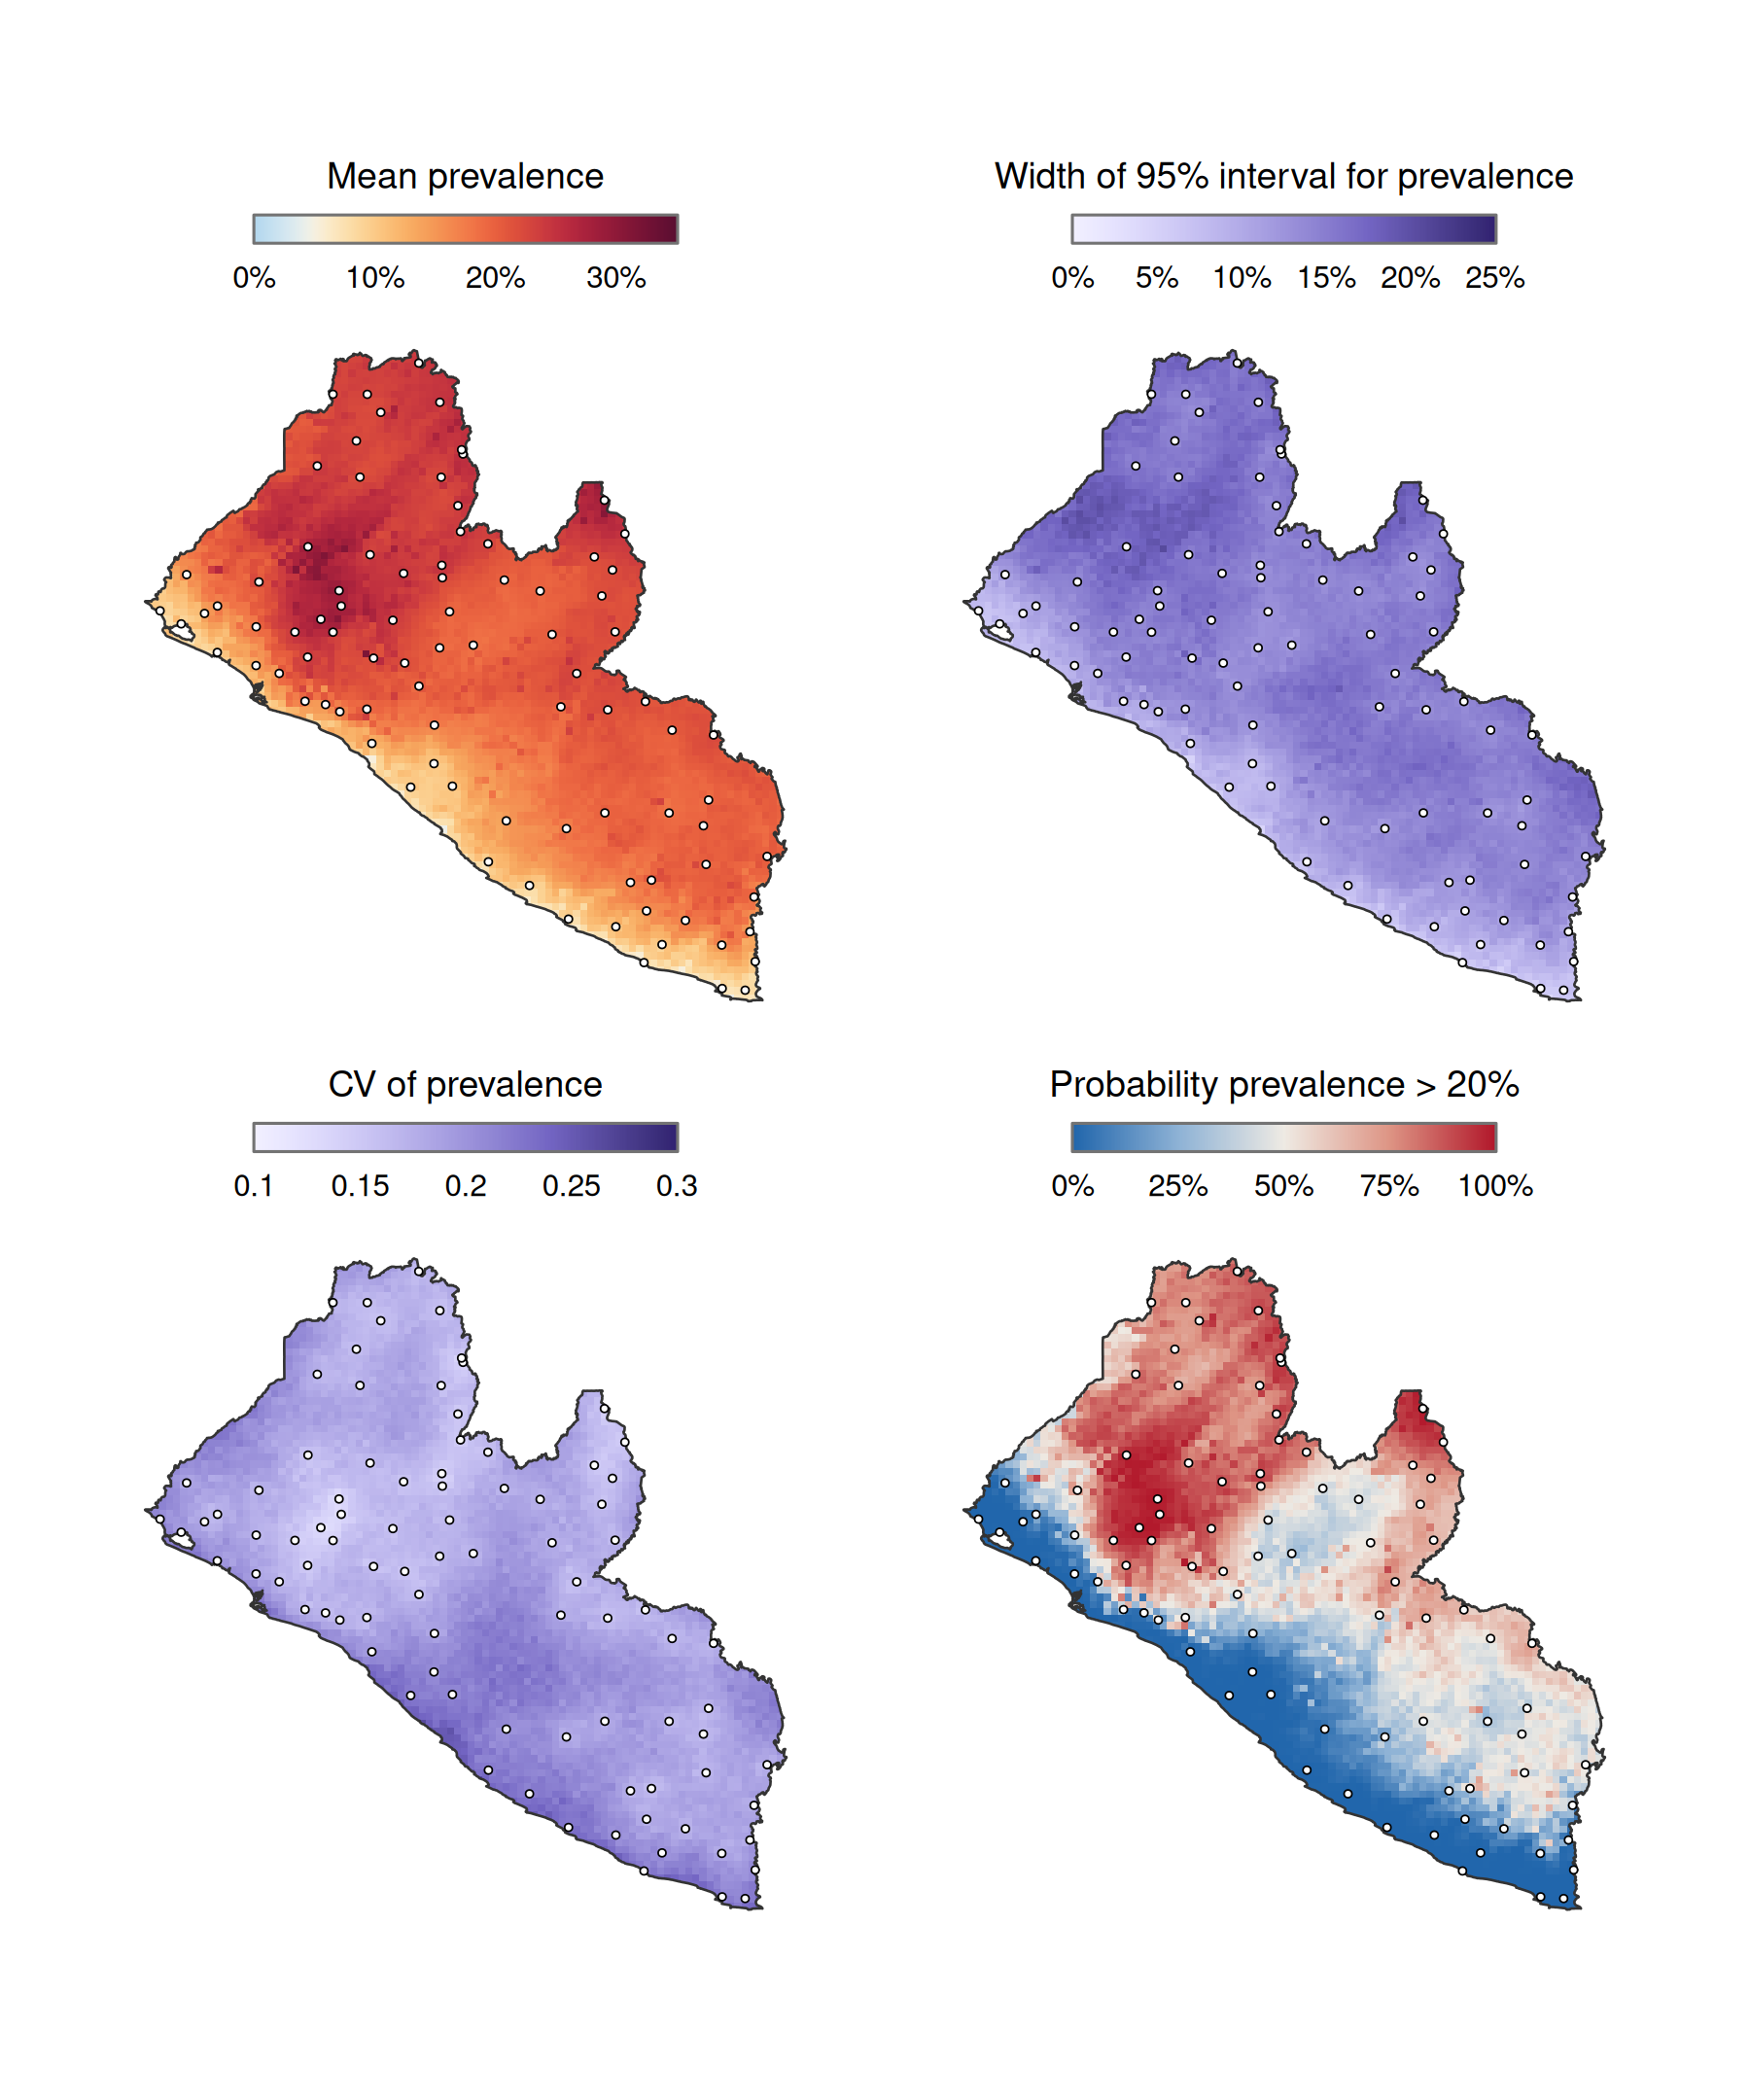 Mean prevalence
0% 10% 20% 30%
Width of 95% interval for prevalence
0% 5% 10% 15% 20% 25%
CV of prevalence
0.1 0.15 0.2 0.25 0.3
Probability prevalence > 20%
0% 25% 50% 75% 100%